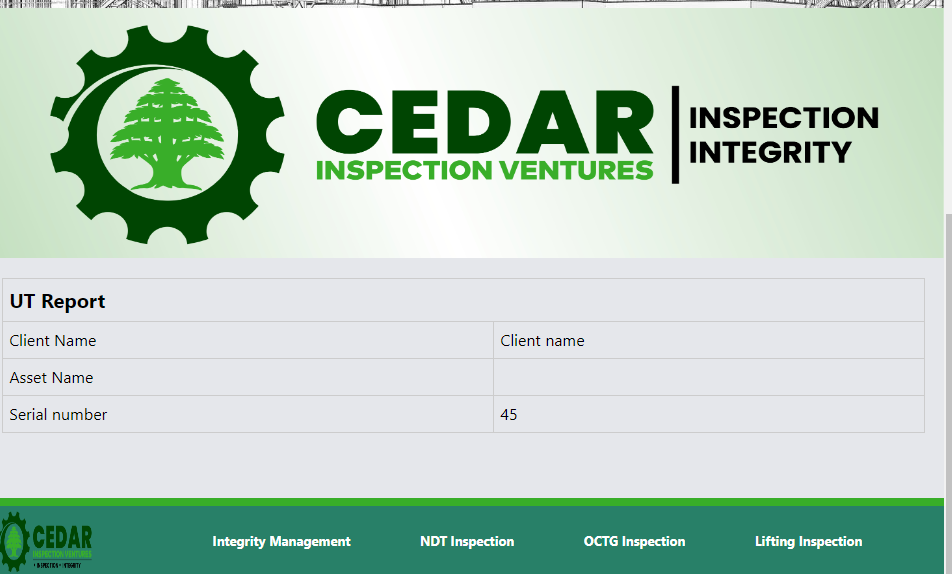 CEDAR
INSPECTION VENTURES
INSPECTION
INTEGRITY
UT Report
Client Name Client name
Asset Name
Serial number 45
CEDAR
INSPECTION VENTURES
• INSPECTION • INTEGRITY
Integrity Management NDT Inspection OCTG Inspection Lifting Inspection